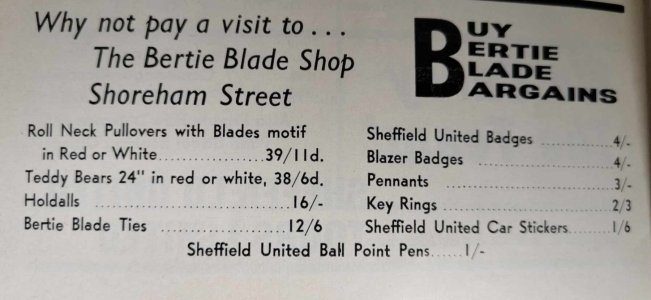 Why not pay a visit to...
The Bertie Blade Shop
Shoreham Street
BUY
BERTIE
BLADE
BARGAINS
Roll Neck Pullovers with Blades motif
in Red or White.................39/11d.
Teddy Bears 24" in red or white, 38/6d.
Holdalls ........................... 16/-
Bertie Blade Ties ................ 12/6
Sheffield United Badges ............ 4/-
Blazer Badges ..................... 4/-
Pennants .......................... 3/-
Key Rings ......................... 2/3
Sheffield United Car Stickers........ 1/6
Sheffield United Ball Point Pens......1/-